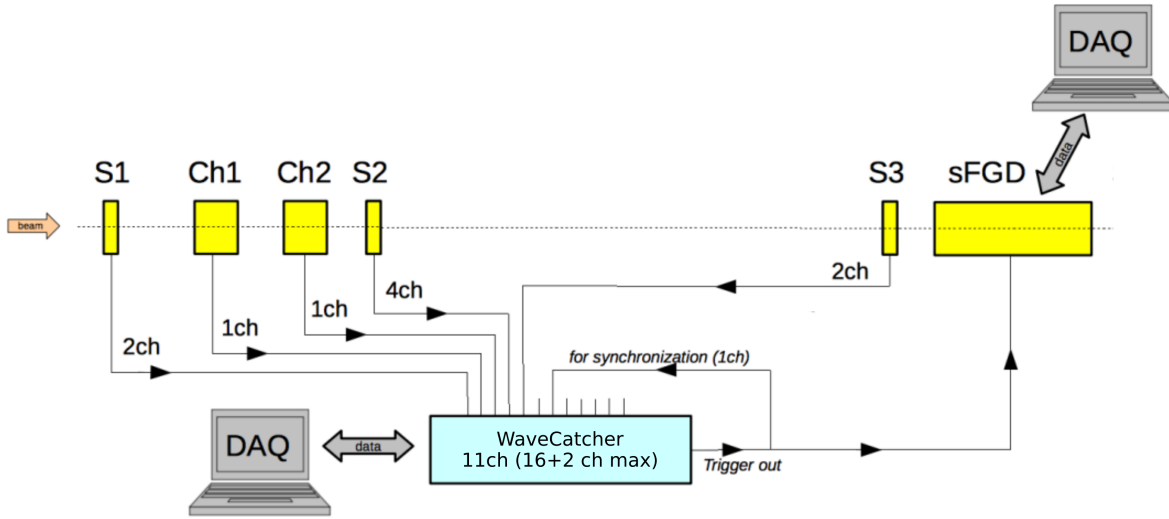 DAQ
S1
Ch1
Ch2
S2
S3
sFGD
data
beam
2ch
4ch
1ch
1ch
2ch
for synchronization (1ch)
DAQ
data
WaveCatcher
11ch (16+2 ch max)
Trigger out